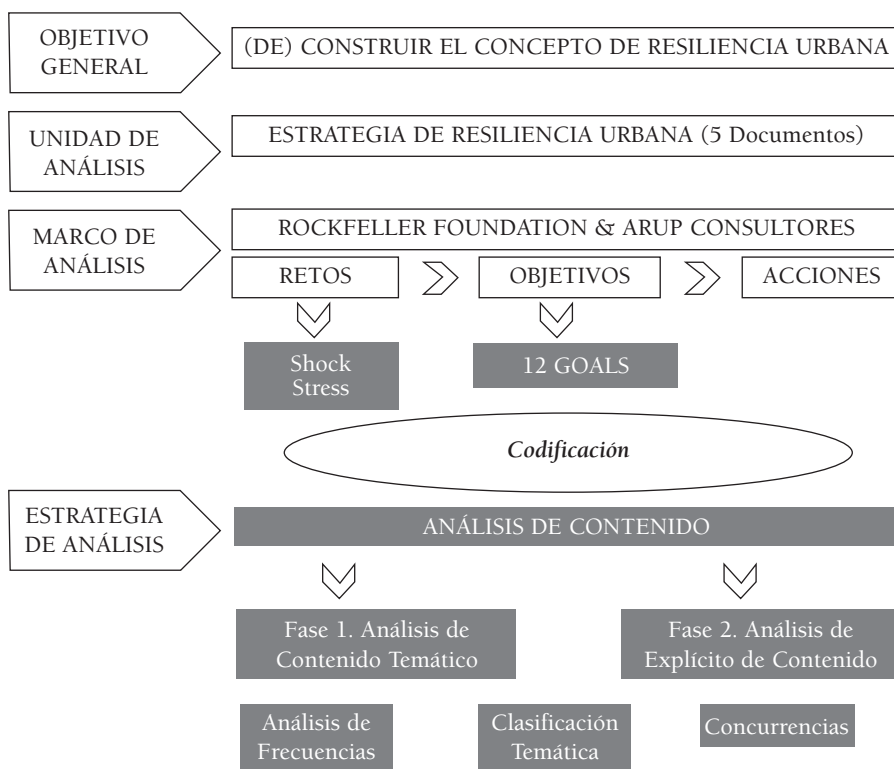 OBJETIVO
GENERAL
(DE) CONSTRUIR EL CONCEPTO DE RESILIENCIA URBANA
UNIDAD DE
ANÁLISIS
ESTRATEGIA DE RESILIENCIA URBANA (5 Documentos)
MARCO DE
ANÁLISIS
ROCKFELLER FOUNDATION & ARUP CONSULTORES
RETOS
OBJETIVOS
ACCIONES
Shock
Stress
12 GOALS
Codificación
ESTRATEGIA
DE ANÁLISIS
ANÁLISIS DE CONTENIDO
Fase 1. Análisis de
Contenido Temático
Fase 2. Análisis de
Explícito de Contenido
Análisis de
Frecuencias
Clasificación
Temática
Concurrencias